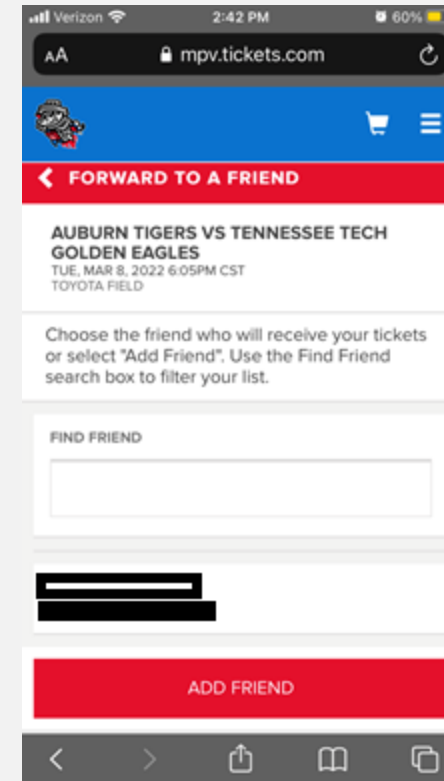 Verizon 2:42 PM 60%
AA mpv.tickets.com
FORWARD TO A FRIEND
AUBURN TIGERS VS TENNESSEE TECH
GOLDEN EAGLES
TUE, MAR 8, 2022 6:05PM CST
TOYOTA FIELD
Choose the friend who will receive your tickets
or select "Add Friend". Use the Find Friend
search box to filter your list.
FIND FRIEND
ADD FRIEND